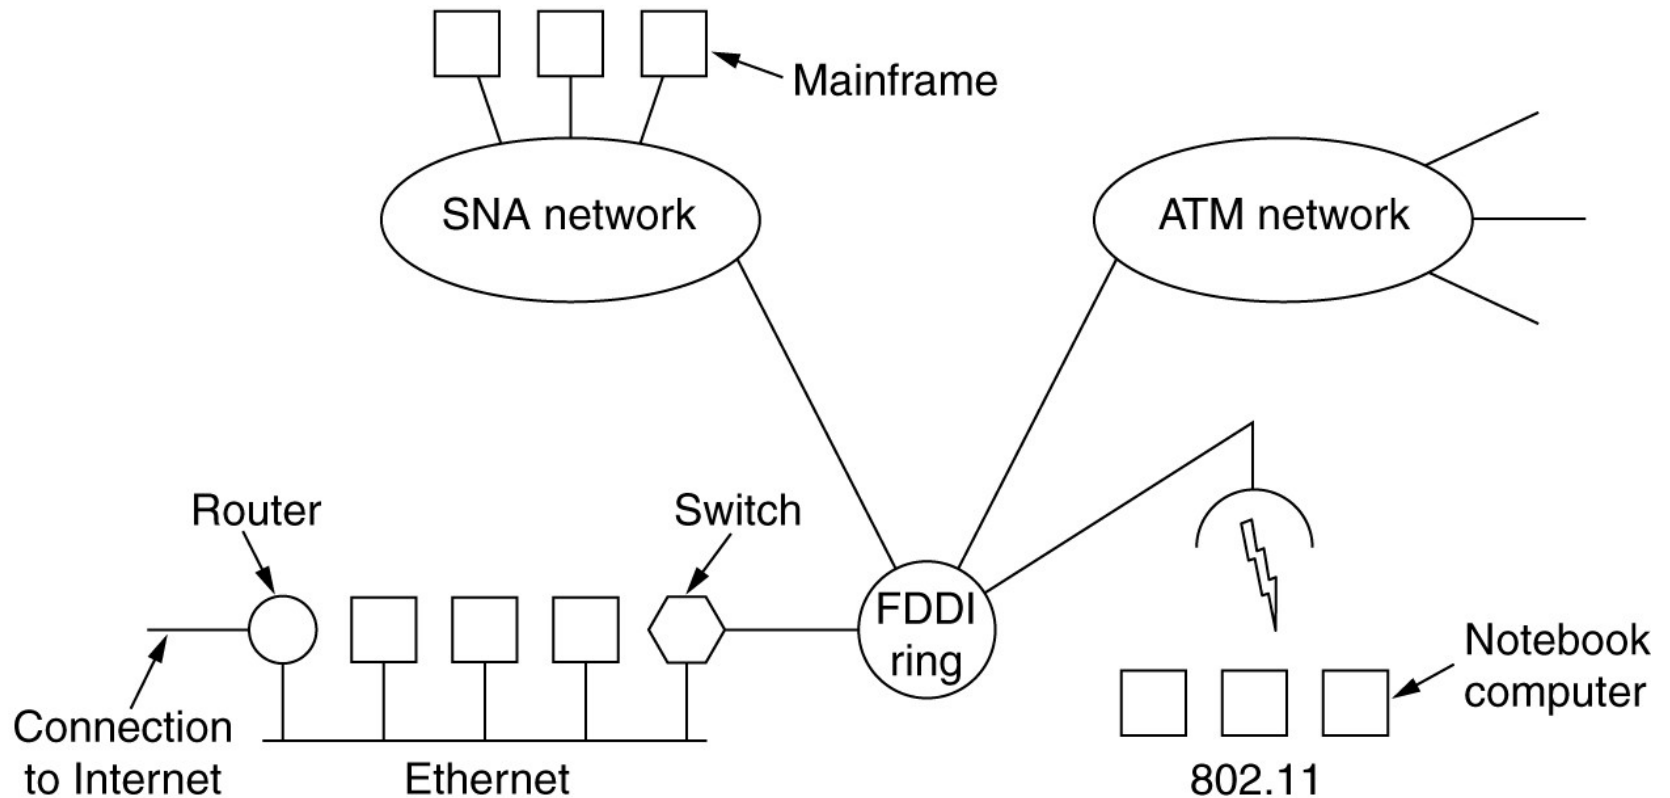 Mainframe
SNA network
ATM network
Router
Switch
FDDI
ring
Notebook
computer
Connection
to Internet
Ethernet
802.11